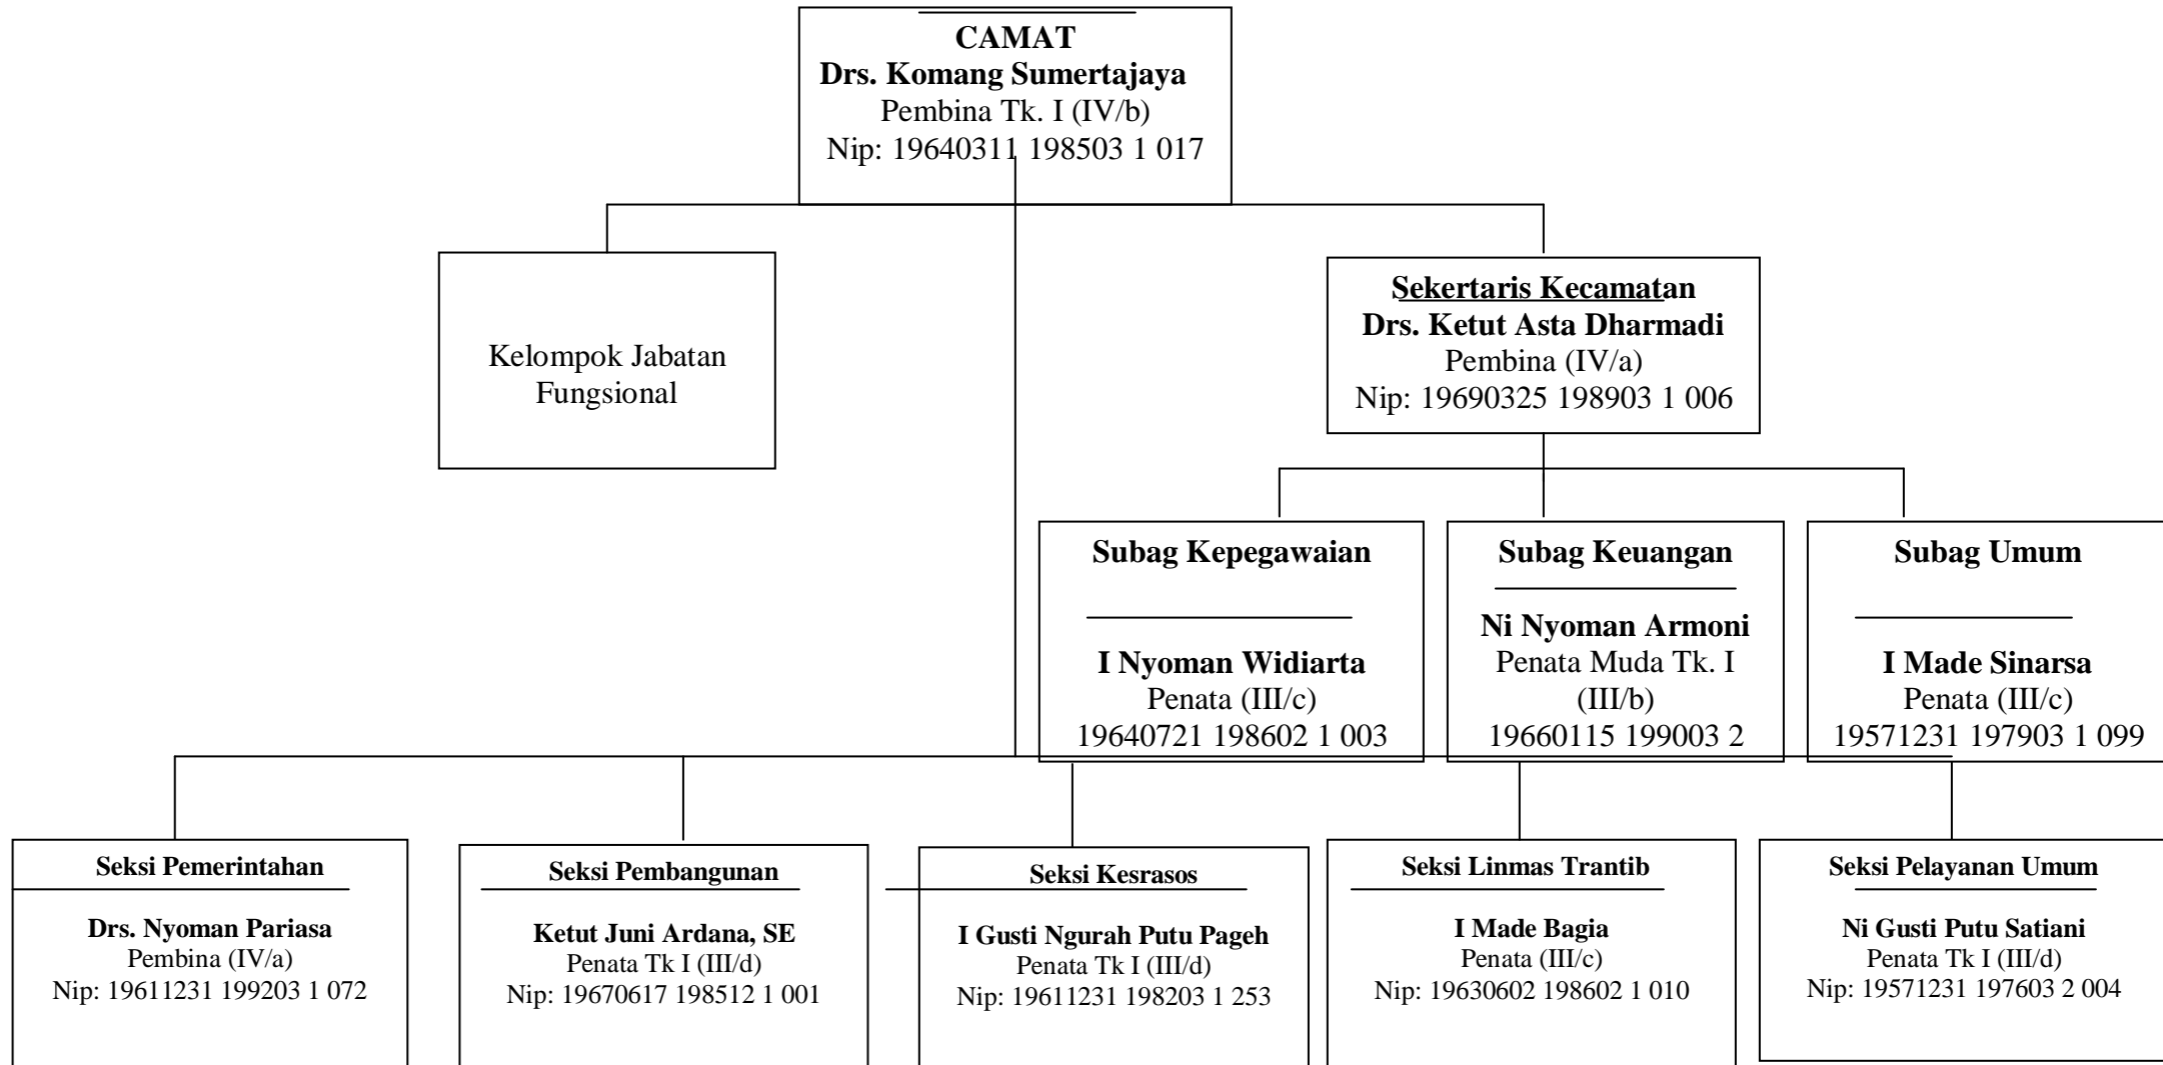 CAMAT
Drs. Komang Sumertajaya
Pembina Tk. I (IV/b)
Nip: 19640311 198503 1 017
Kelompok Jabatan
Fungsional
Sekertaris Kecamatan
Drs. Ketut Asta Dharmadi
Pembina (IV/a)
Nip: 19690325 198903 1 006
Subag Kepegawaian
I Nyoman Widiarta
Penata (III/c)
19640721 198602 1 003
Subag Keuangan
Ni Nyoman Armoni
Penata Muda Tk. I
(III/b)
19660115 199003 2
Subag Umum
I Made Sinarsa
Penata (III/c)
19571231 197903 1 099
Seksi Pemerintahan
Drs. Nyoman Pariasa
Pembina (IV/a)
Nip: 19611231 199203 1 072
Seksi Pembangunan
Ketut Juni Ardana, SE
Penata Tk I (III/d)
Nip: 19670617 198512 1 001
Seksi Kesrasos
I Gusti Ngurah Putu Pageh
Penata Tk I (III/d)
Nip: 19611231 198203 1 253
Seksi Linmas Trantib
I Made Bagia
Penata (III/c)
Nip: 19630602 198602 1 010
Seksi Pelayanan Umum
Ni Gusti Putu Satiani
Penata Tk I (III/d)
Nip: 19571231 197603 2 004